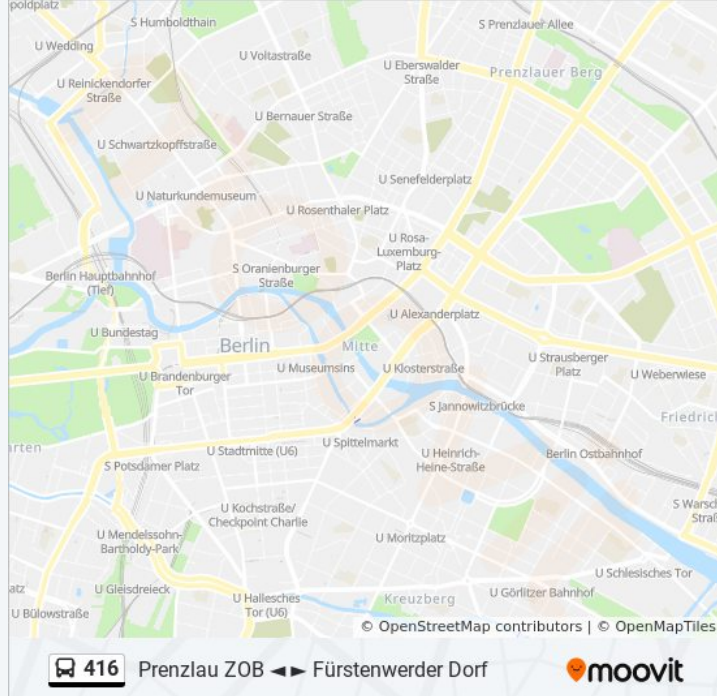 poldplatz
S Humboldthain
S Prenzlauer Allee
U Wedding
U Voltastraße
U Eberswalder
Straße
Prenzlauer Berg
U Reinickendorfer
Straße
U Bernauer Straße
U Schwartzkopffstraße
U Senefelderplatz
U Naturkundemuseum
U Rosenthaler Platz
U Rosa-
Luxemburg-
Platz
S Oranienburger
Straße
Berlin Hauptbahnhof
(Tief)
U Alexanderplatz
U Bundestag
Berlin
Mitte
U Strausberger
Platz
U Museumsins
U Klosterstraße
U Weberwiese
U Brandenburger
Tor
S Jannowitzbrücke
Friedric
rten
U Spittelmarkt
U Stadtmitte (U6)
U Heinrich-
Heine-Straße
Berlin Ostbahnhof
S Potsdamer Platz
S Warsc
Straß
U Kochstraße/
Checkpoint Charlie
U Mendelssohn-
Bartholdy-Park
U Moritzplatz
U Schlesisches Tor
atz
U Gleisdreieck
U Hallesches
Tor (U6)
Kreuzberg
U Görlitzer Bahnhof
U Bülowstraße
© OpenStreetMap contributors | © OpenMapTiles
416 Prenzlau ZOB ◄ ► Fürstenwerder Dorf
moovit